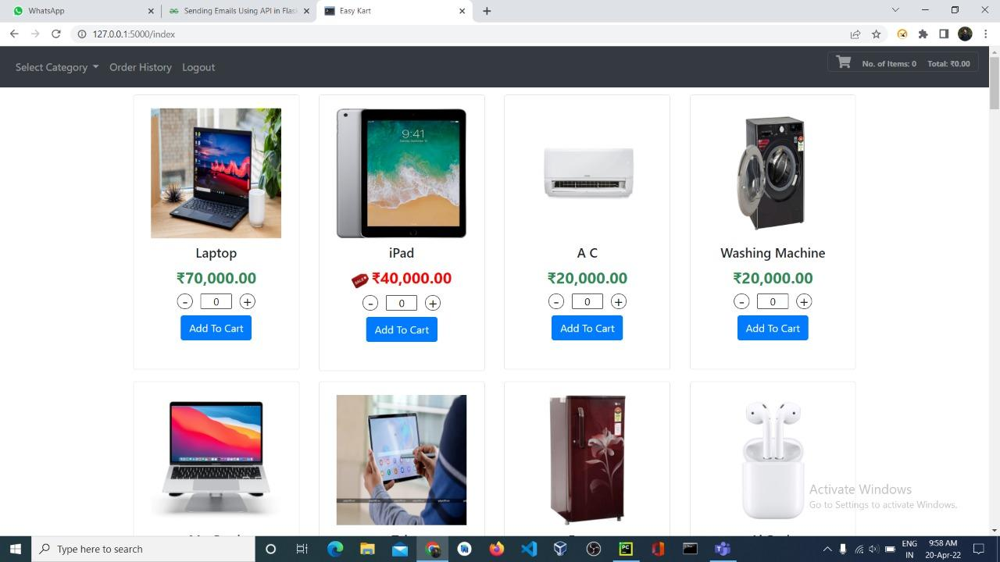 WhatsApp
Sending Emails Using API in Flas
Easy Kart
127.0.0.1:5000/index
Select Category
Order History
Logout
No. of Items: 0
Total: ₹0.00
9:41
Laptop
iPad
A C
Washing Machine
₹70,000.00
SALE ₹40,000.00
₹20,000.00
₹20,000.00
- 0 +
- 0 +
- 0 +
- 0 +
Add To Cart
Add To Cart
Add To Cart
Add To Cart
Activate Windows
Go to Settings to activate Windows.
Type here to search
ENG
IN
9:58 AM
20-Apr-22